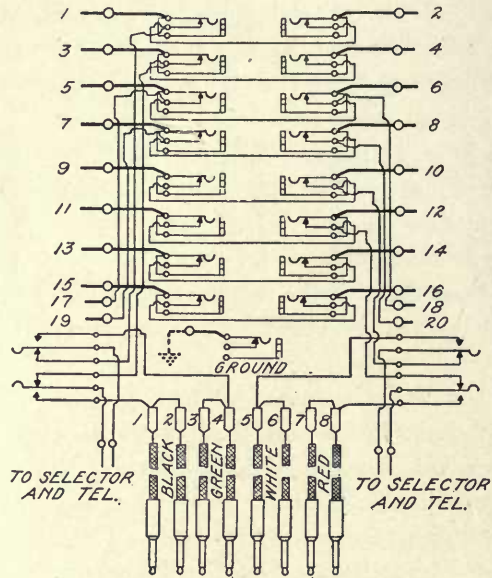 1 2
3 4
5 6
7 8
9 10
11 12
13 14
15 16
17 18
19 20
GROUND
1 2 3 4 5 6 7 8
BLACK
GREEN
WHITE
RED
TO SELECTOR
AND TEL.
TO SELECTOR
AND TEL.